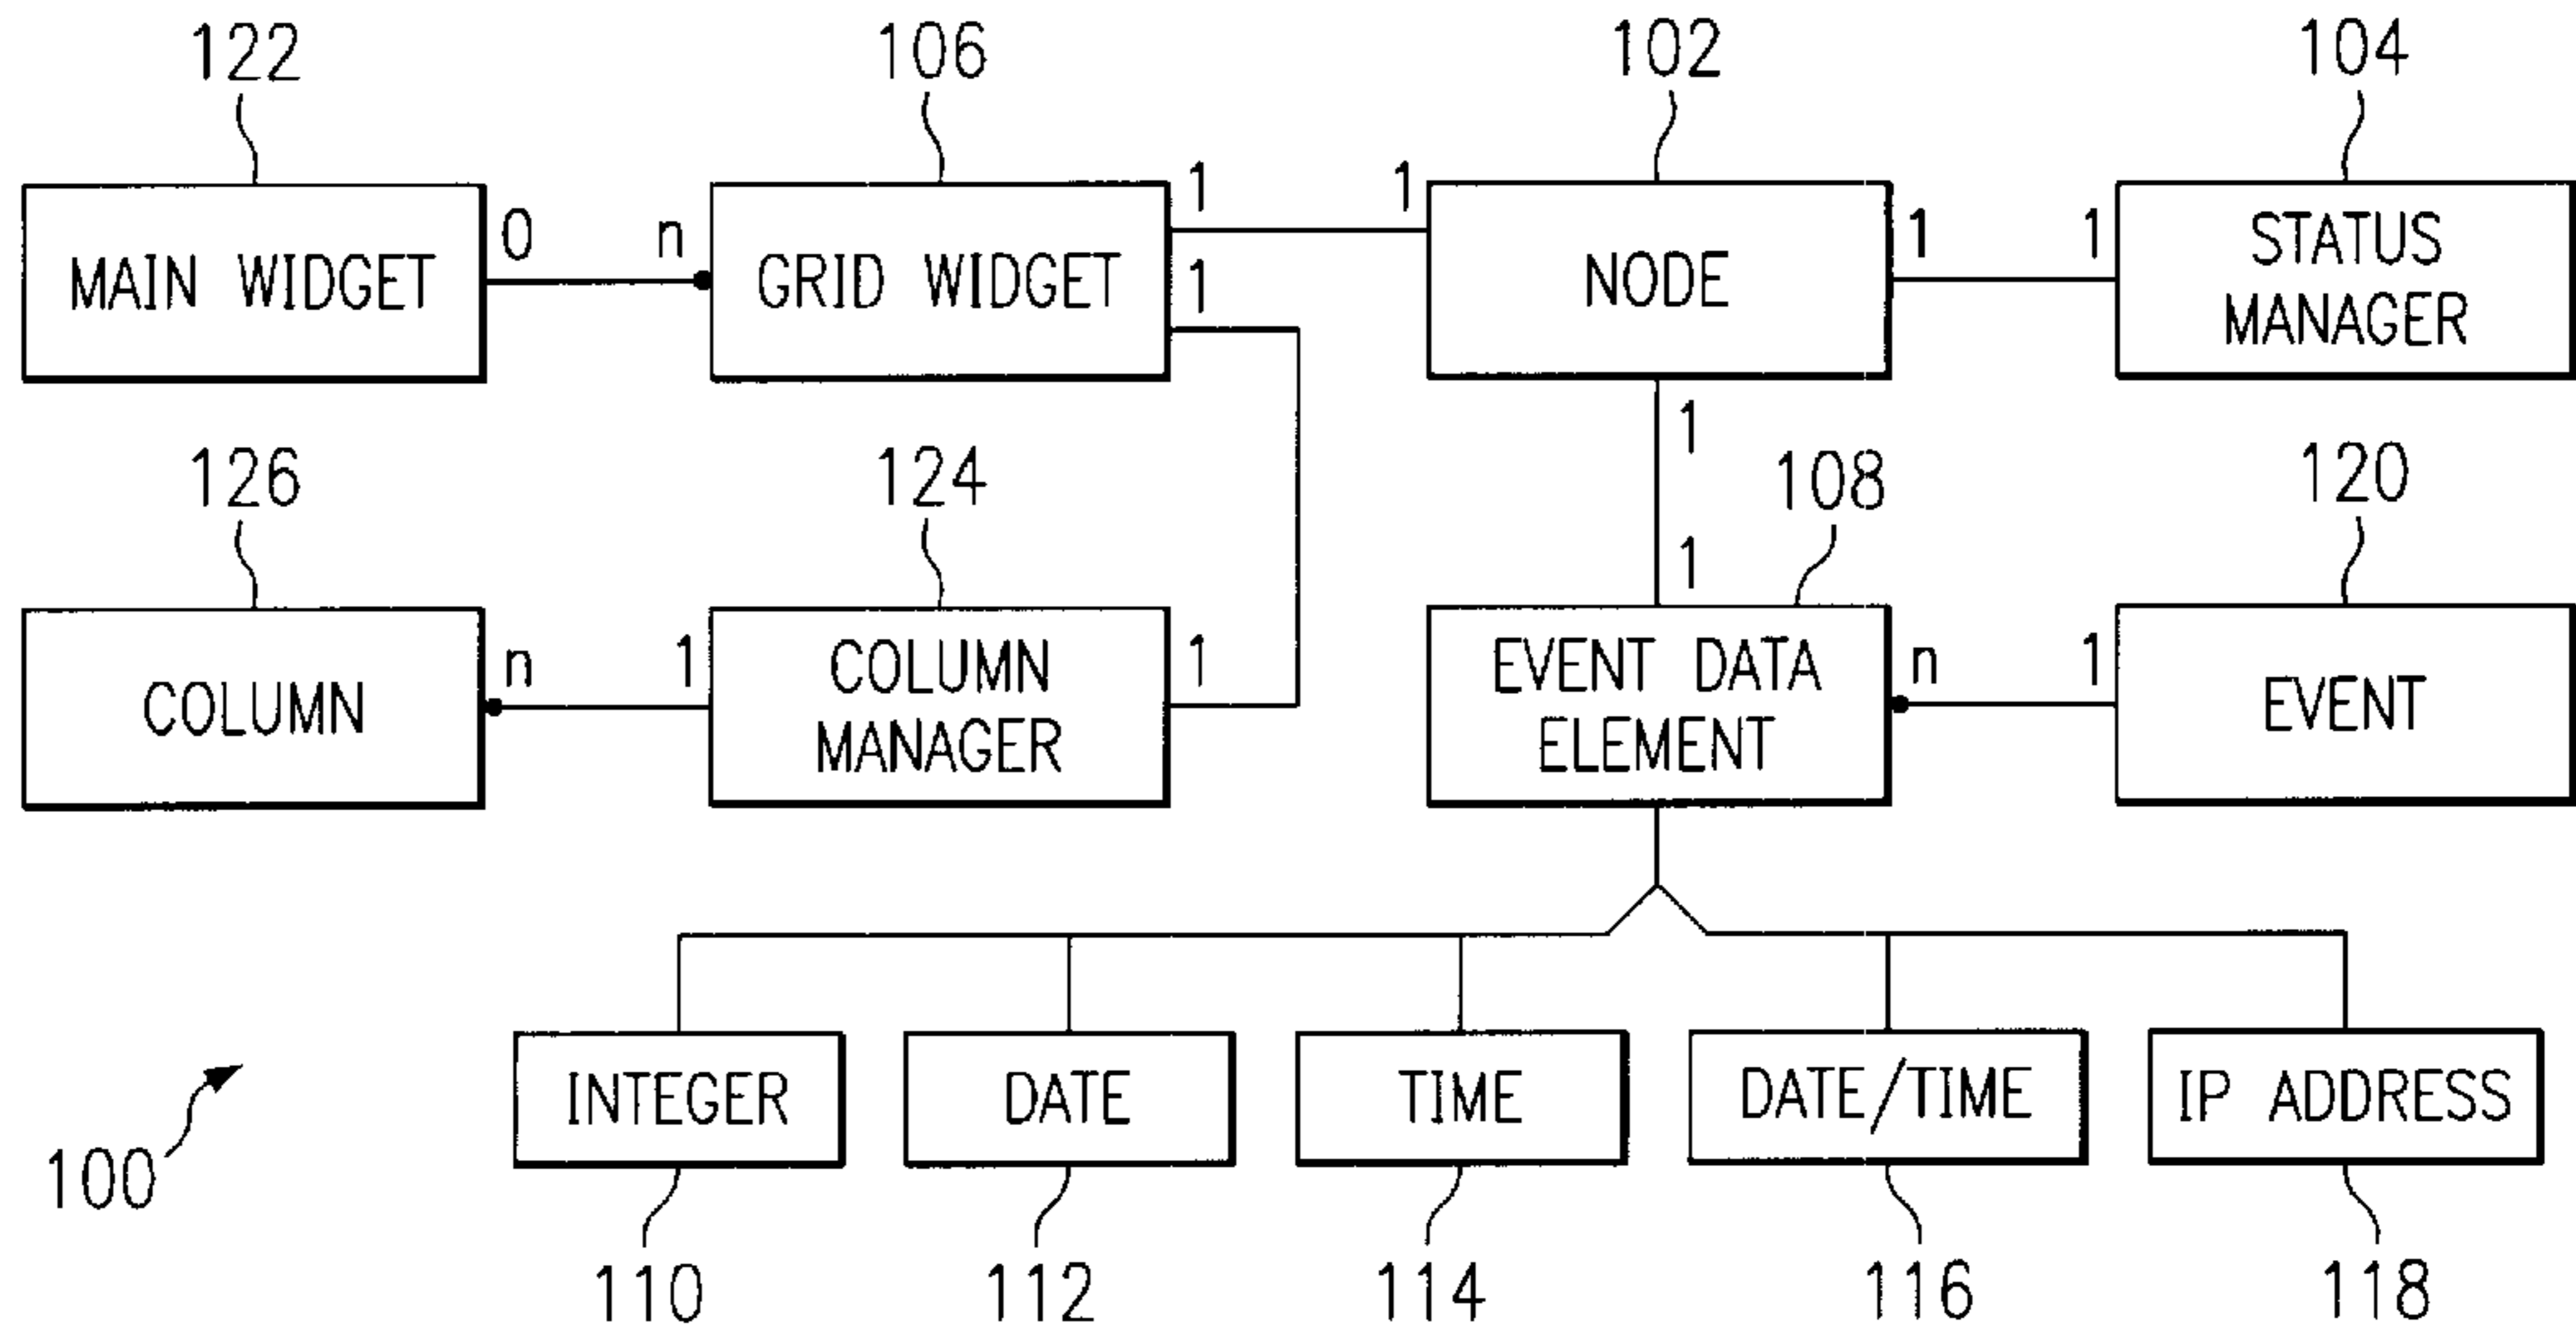 122
106
102
104
MAIN WIDGET
0
n
GRID WIDGET
1
1
1
NODE
1
1
STATUS
MANAGER
1
1
126
124
108
120
COLUMN
n
1
COLUMN
MANAGER
1
EVENT DATA
ELEMENT
n
1
EVENT
INTEGER
DATE
TIME
DATE/TIME
IP ADDRESS
100
110
112
114
116
118